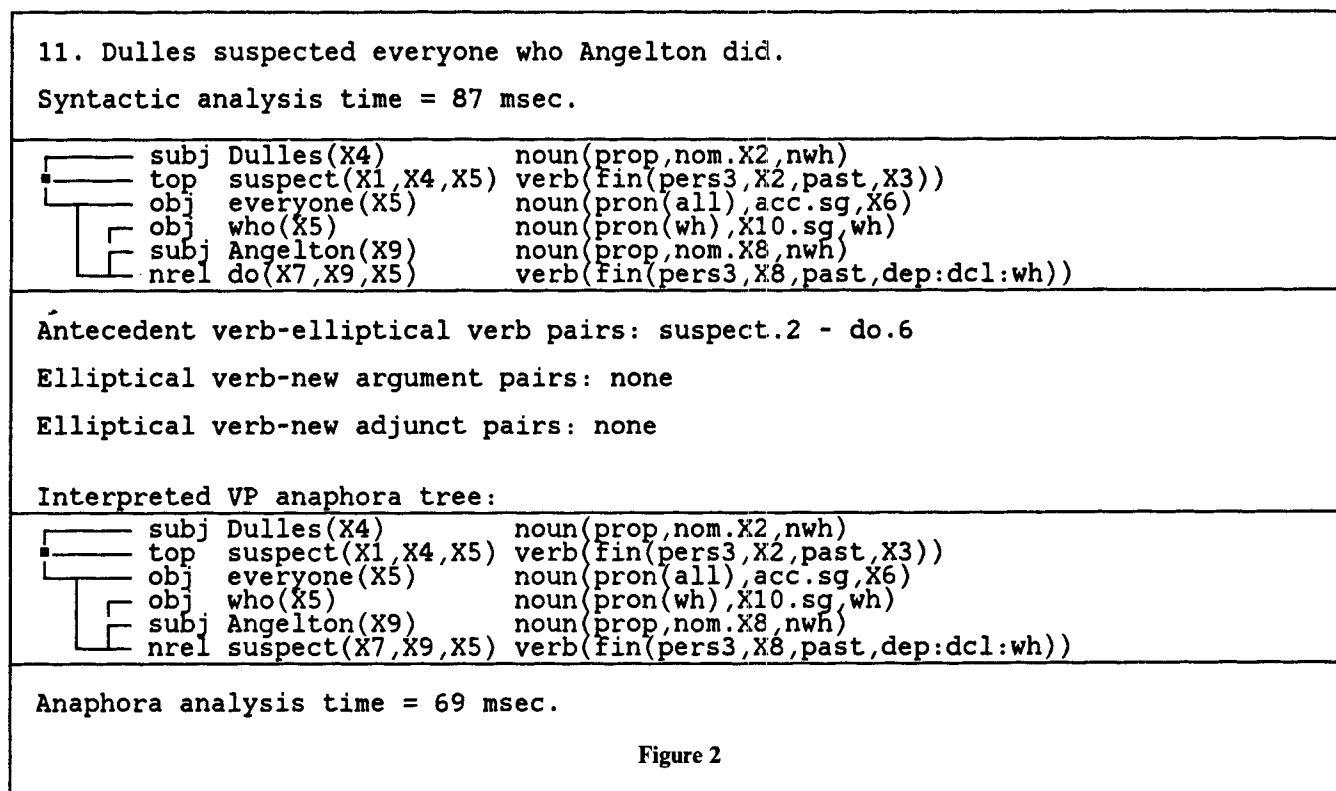 11. Dulles suspected everyone who Angelton did.
Syntactic analysis time = 87 msec.
subj Dulles(X4) noun(prop,nom.X2,nwh)
top suspect(X1,X4,X5) verb(fin(pers3,X2,past,X3))
obj everyone(X5) noun(pron(all),acc.sg,X6)
obj who(X5) noun(pron(wh),X10.sg,wh)
subj Angelton(X9) noun(prop,nom.X8,nwh)
nrel do(X7,X9,X5) verb(fin(pers3,X8,past,dep:dcl:wh))
Antecedent verb-elliptical verb pairs: suspect.2 - do.6
Elliptical verb-new argument pairs: none
Elliptical verb-new adjunct pairs: none
Interpreted VP anaphora tree:
subj Dulles(X4) noun(prop,nom.X2,nwh)
top suspect(X1,X4,X5) verb(fin(pers3,X2,past,X3))
obj everyone(X5) noun(pron(all),acc.sg,X6)
obj who(X5) noun(pron(wh),X10.sg,wh)
subj Angelton(X9) noun(prop,nom.X8,nwh)
nrel suspect(X7,X9,X5) verb(fin(pers3,X8,past,dep:dcl:wh))
Anaphora analysis time = 69 msec.
Figure 2